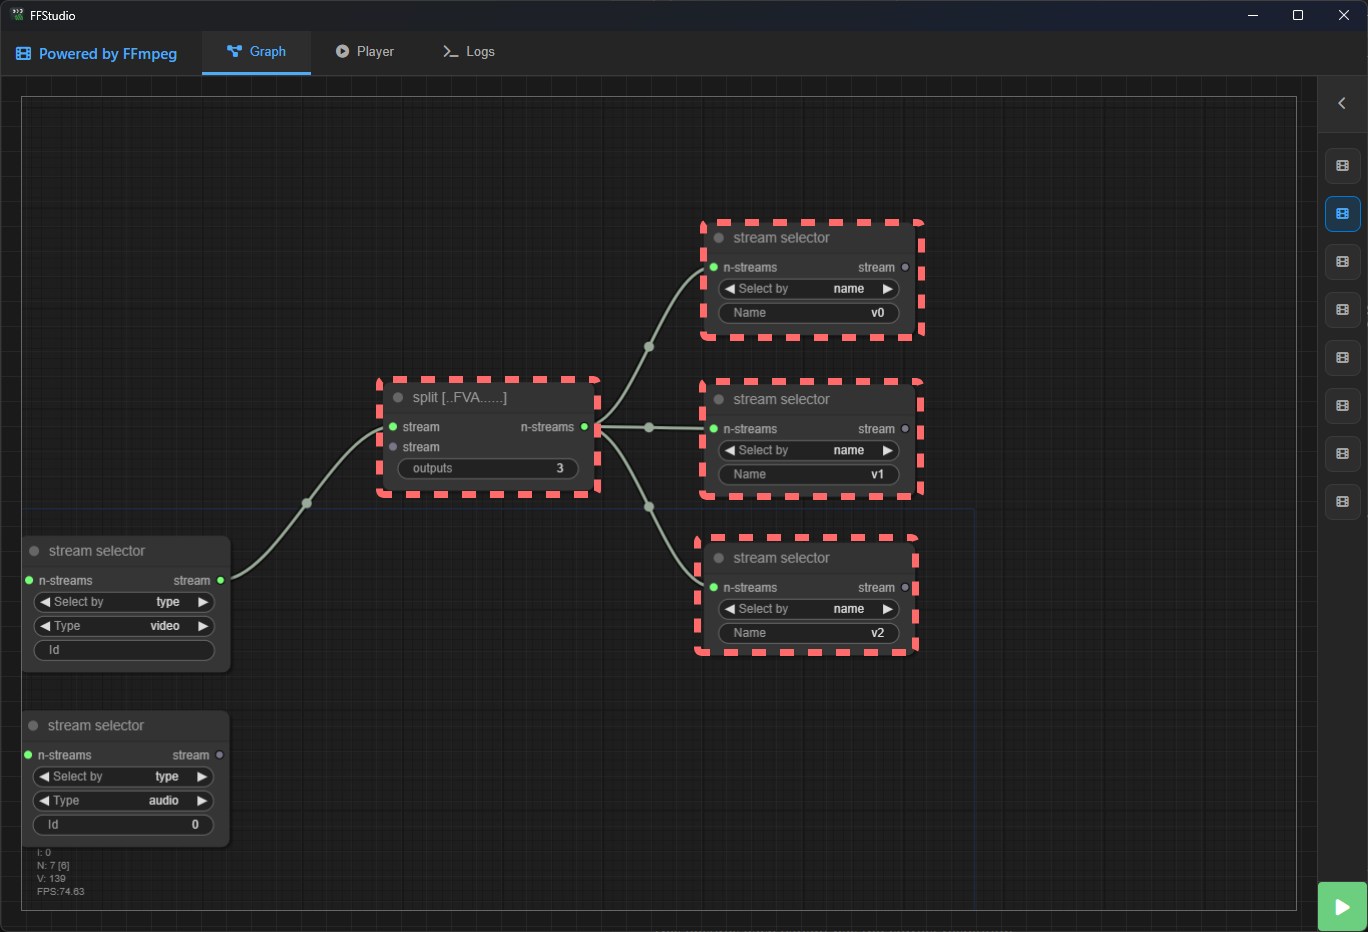 FFStudio
Powered by FFmpeg
Graph
Player
Logs
stream selector
n-streams stream
Select by name
Name v0
split [..FVA......]
stream n-streams
stream
outputs 3
stream selector
n-streams stream
Select by name
Name v1
stream selector
n-streams stream
Select by name
Name v2
stream selector
n-streams stream
Select by type
Type video
Id
stream selector
n-streams stream
Select by type
Type audio
Id 0
I: 0
N: 7 [6]
V: 139
FPS:74.63